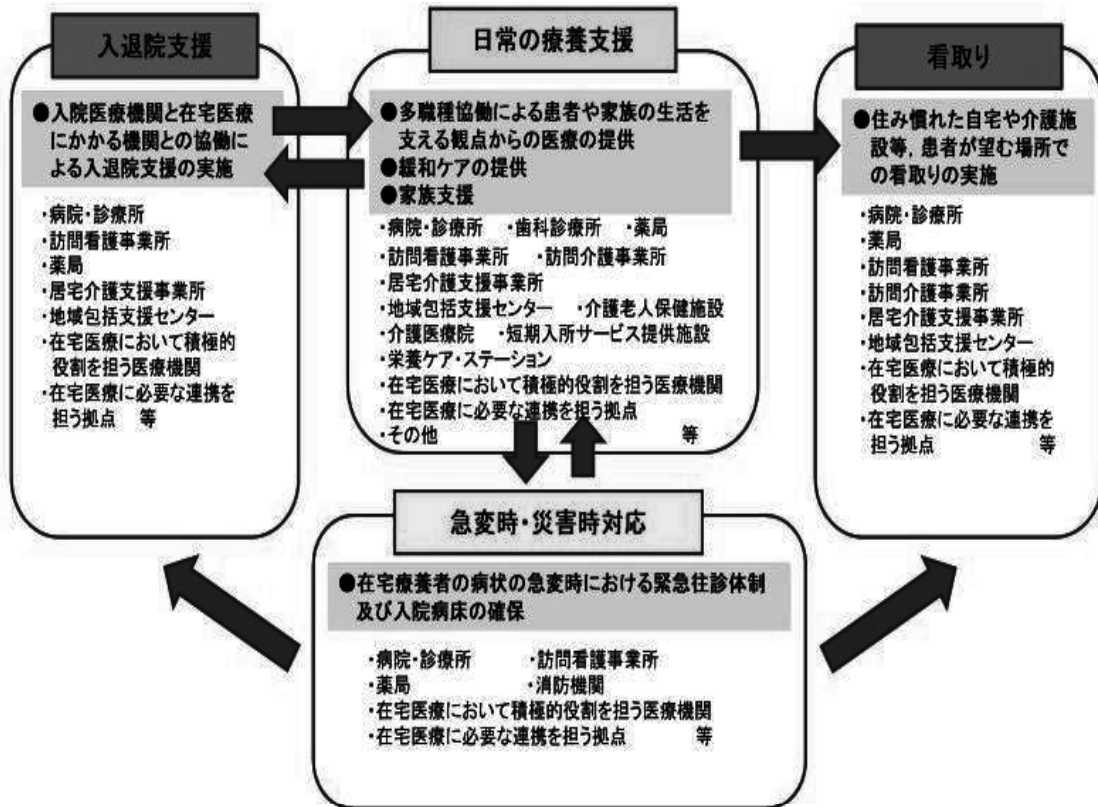 入退院支援
●入院医療機関と在宅医療
にかかる機関との協働に
よる入退院支援の実施
・病院・診療所
・訪問看護事業所
・薬局
・居宅介護支援事業所
・地域包括支援センター
・在宅医療において積極的
役割を担う医療機関
・在宅医療に必要な連携を
担う拠点 等
日常の療養支援
●多職種協働による患者や家族の生活を
支える観点からの医療の提供
●緩和ケアの提供
●家族支援
・病院・診療所 ・歯科診療所 ・薬局
・訪問看護事業所 ・訪問介護事業所
・居宅介護支援事業所
・地域包括支援センター ・介護老人保健施設
・介護医療院 ・短期入所サービス提供施設
・栄養ケア・ステーション
・在宅医療において積極的役割を担う医療機関
・在宅医療に必要な連携を担う拠点
・その他 等
看取り
●住み慣れた自宅や介護施
設等，患者が望む場所で
の看取りの実施
・病院・診療所
・薬局
・訪問看護事業所
・訪問介護事業所
・居宅介護支援事業所
・地域包括支援センター
・在宅医療において積極的
役割を担う医療機関
・在宅医療に必要な連携を
担う拠点 等
急変時・災害時対応
●在宅療養者の病状の急変時における緊急往診体制
及び入院病床の確保
・病院・診療所 ・訪問看護事業所
・薬局 ・消防機関
・在宅医療において積極的役割を担う医療機関
・在宅医療に必要な連携を担う拠点 等